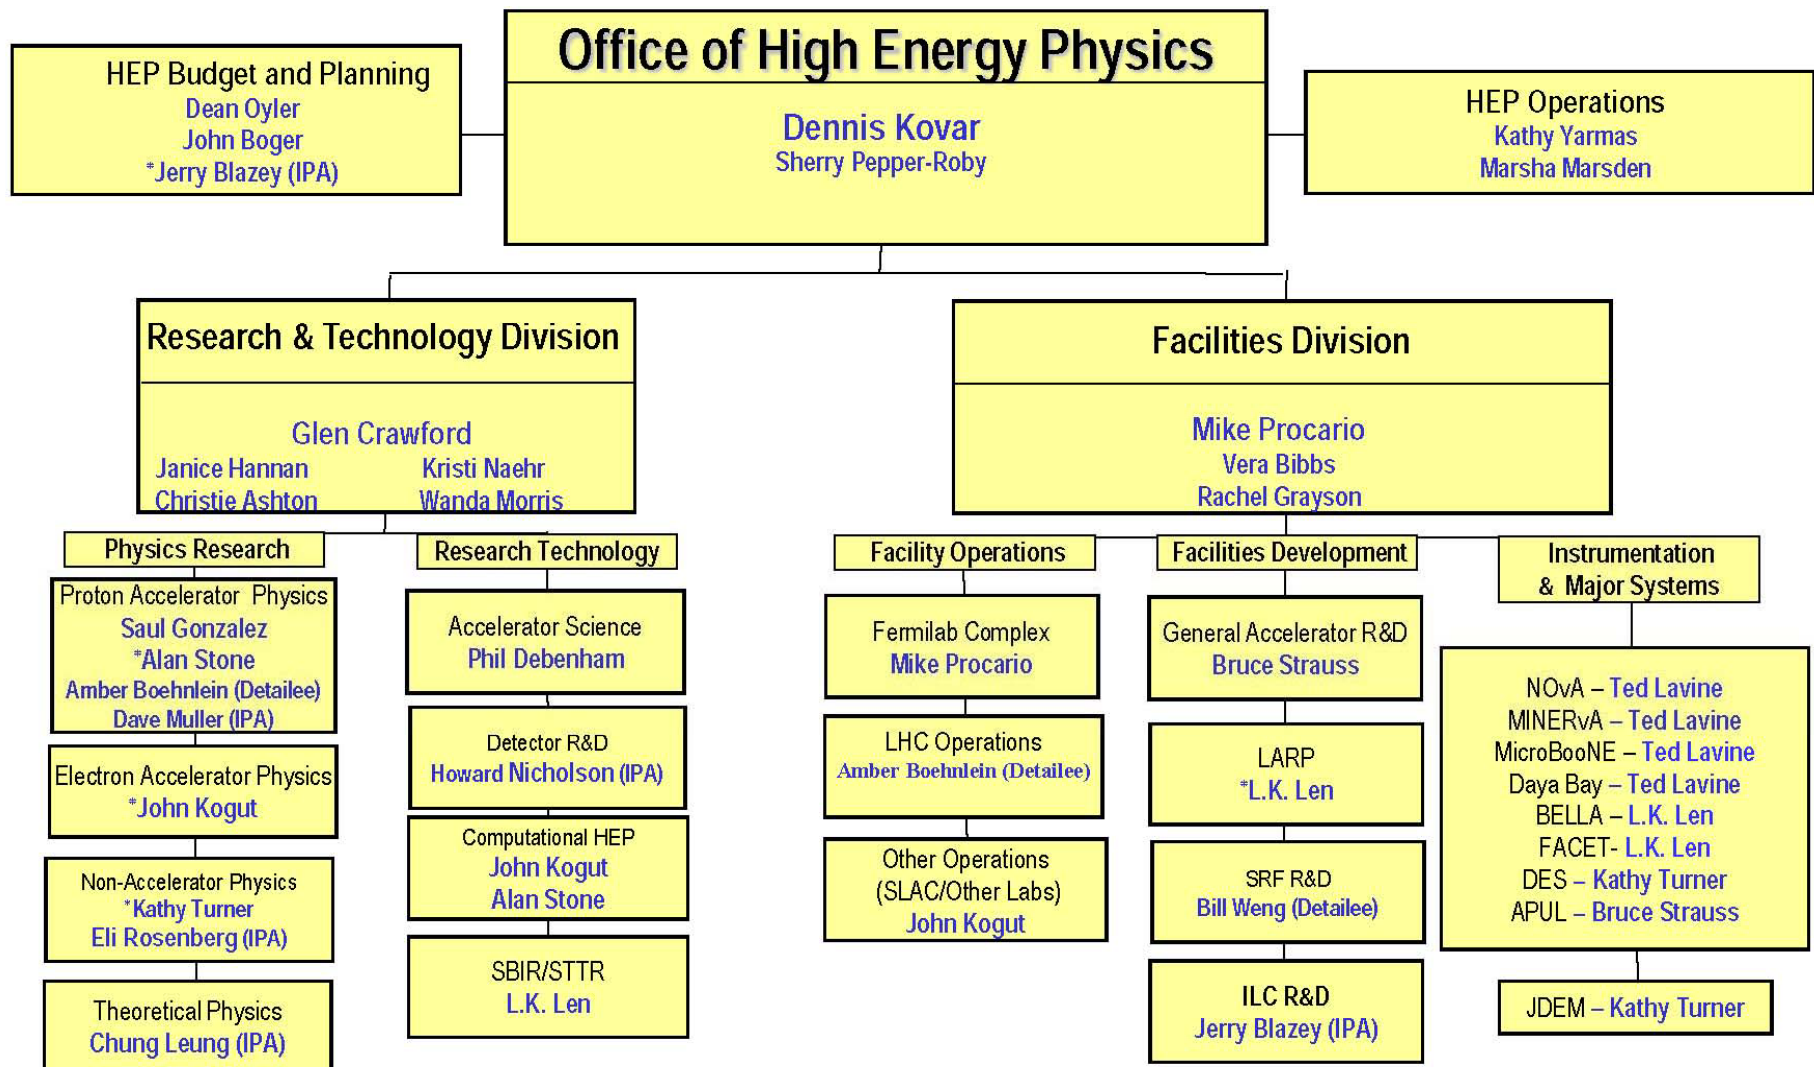 Office of High Energy Physics
Dennis Kovar
Sherry Pepper-Roby
HEP Budget and Planning
Dean Oyler
John Boger
*Jerry Blazey (IPA)
HEP Operations
Kathy Yarmas
Marsha Marsden
Research & Technology Division
Glen Crawford
Janice Hannan Kristi Naehr
Christie Ashton Wanda Morris
Physics Research
Proton Accelerator Physics
Saul Gonzalez
*Alan Stone
Amber Boehnlein (Detailee)
Dave Muller (IPA)
Electron Accelerator Physics
*John Kogut
Non-Accelerator Physics
*Kathy Turner
Eli Rosenberg (IPA)
Theoretical Physics
Chung Leung (IPA)
Research Technology
Accelerator Science
Phil Debenham
Detector R&D
Howard Nicholson (IPA)
Computational HEP
John Kogut
Alan Stone
SBIR/STTR
L.K. Len
Facilities Division
Mike Procario
Vera Bibbs
Rachel Grayson
Facility Operations
Fermilab Complex
Mike Procario
LHC Operations
Amber Boehnlein (Detailee)
Other Operations
(SLAC/Other Labs)
John Kogut
Facilities Development
General Accelerator R&D
Bruce Strauss
LARP
*L.K. Len
SRF R&D
Bill Weng (Detailee)
ILC R&D
Jerry Blazey (IPA)
Instrumentation
& Major Systems
NOvA – Ted Lavine
MINERvA – Ted Lavine
MicroBooNE – Ted Lavine
Daya Bay – Ted Lavine
BELLA – L.K. Len
FACET- L.K. Len
DES – Kathy Turner
APUL – Bruce Strauss
JDEM – Kathy Turner